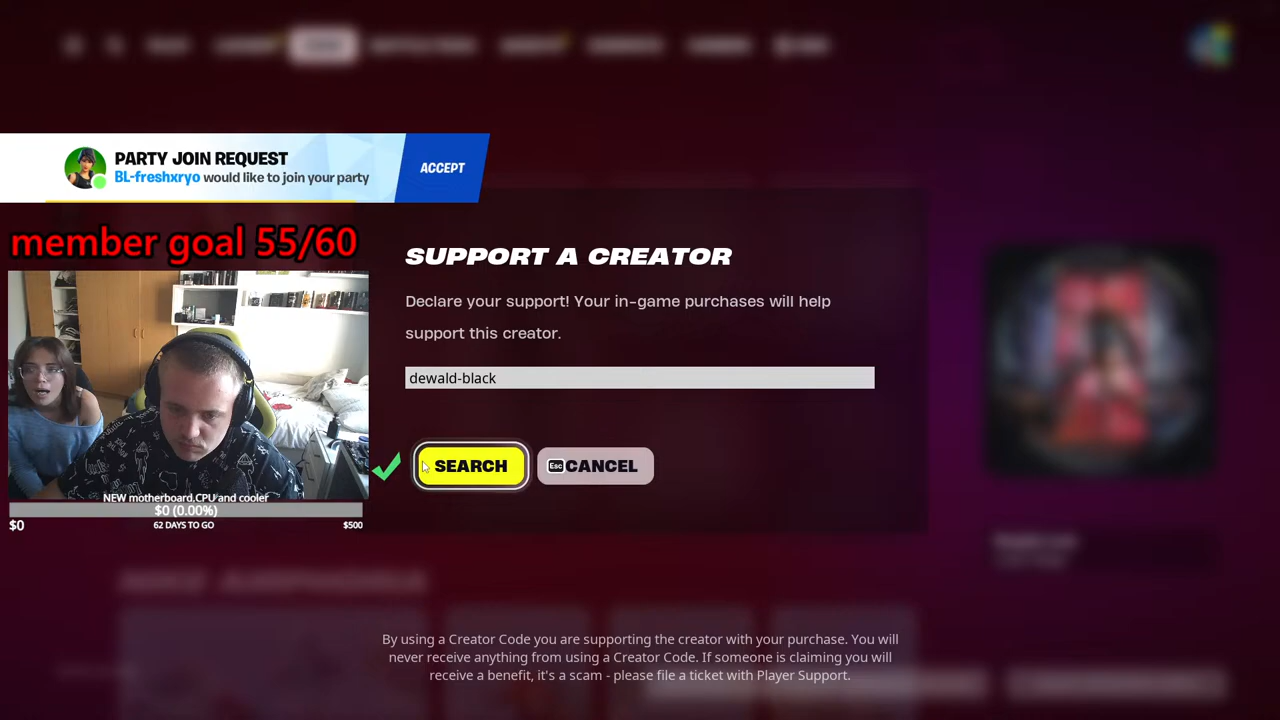 PARTY JOIN REQUEST
BL-freshxryo would like to join your party
ACCEPT
member goal 55/60
SUPPORT A CREATOR
Declare your support! Your in-game purchases will help
support this creator.
dewald-black
SEARCH
Esc CANCEL
NEW motherboard,CPU and cooler
$0 (0.00%)
$0
62 DAYS TO GO
$500
By using a Creator Code you are supporting the creator with your purchase. You will
never receive anything from using a Creator Code. If someone is claiming you will
receive a benefit, it's a scam - please file a ticket with Player Support.